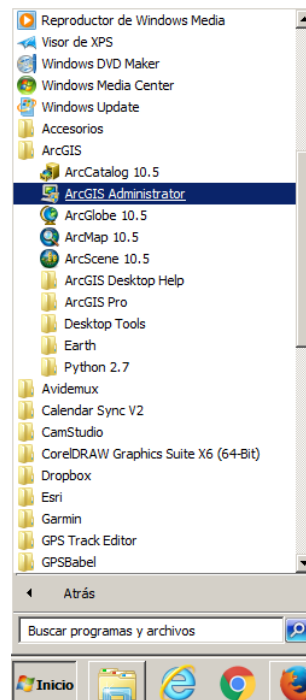 Reproductor de Windows Media
Visor de XPS
Windows DVD Maker
Windows Media Center
Windows Update
Accesorios
ArcGIS
ArcCatalog 10.5
ArcGIS Administrator
ArcGlobe 10.5
ArcMap 10.5
ArcScene 10.5
ArcGIS Desktop Help
ArcGIS Pro
Desktop Tools
Earth
Python 2.7
Avidemux
Calendar Sync V2
CamStudio
CorelDRAW Graphics Suite X6 (64-Bit)
Dropbox
Esri
Garmin
GPS Track Editor
GPSBabel
Atrás
Buscar programas y archivos
Inicio